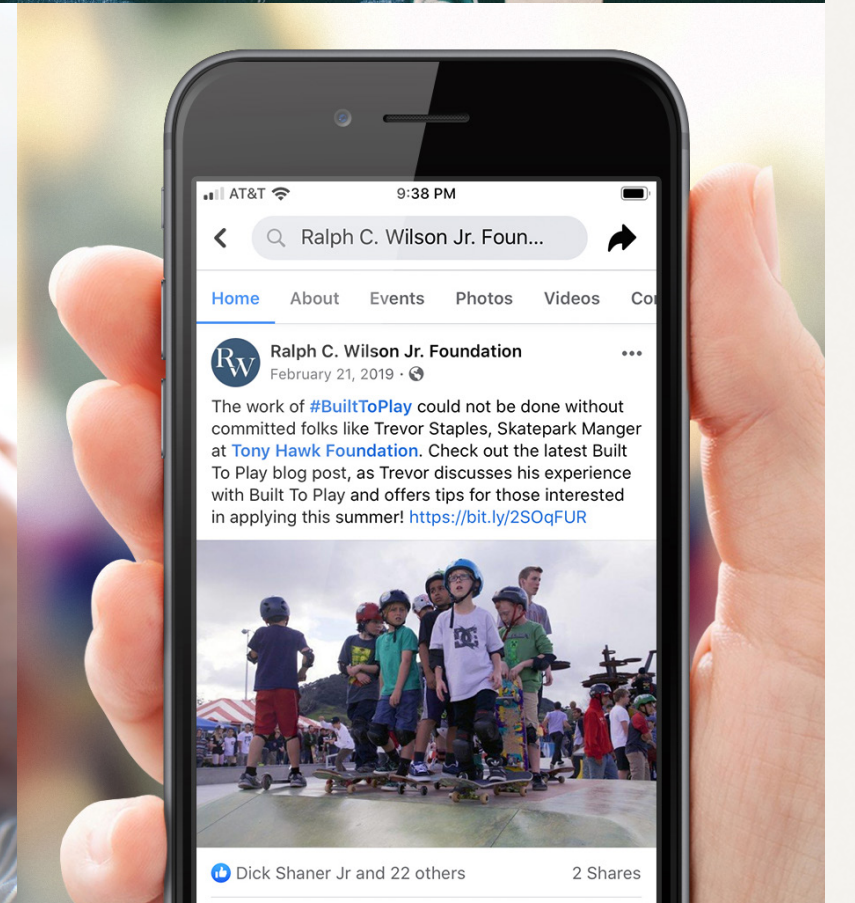 AT&T 9:38 PM
Ralph C. Wilson Jr. Foun...
Home About Events Photos Videos Co
RW
Ralph C. Wilson Jr. Foundation
February 21, 2019 ·
The work of #BuiltToPlay could not be done without
committed folks like Trevor Staples, Skatepark Manger
at Tony Hawk Foundation. Check out the latest Built
To Play blog post, as Trevor discusses his experience
with Built To Play and offers tips for those interested
in applying this summer! https://bit.ly/2SOqFUR
DC
Dick Shaner Jr and 22 others 2 Shares